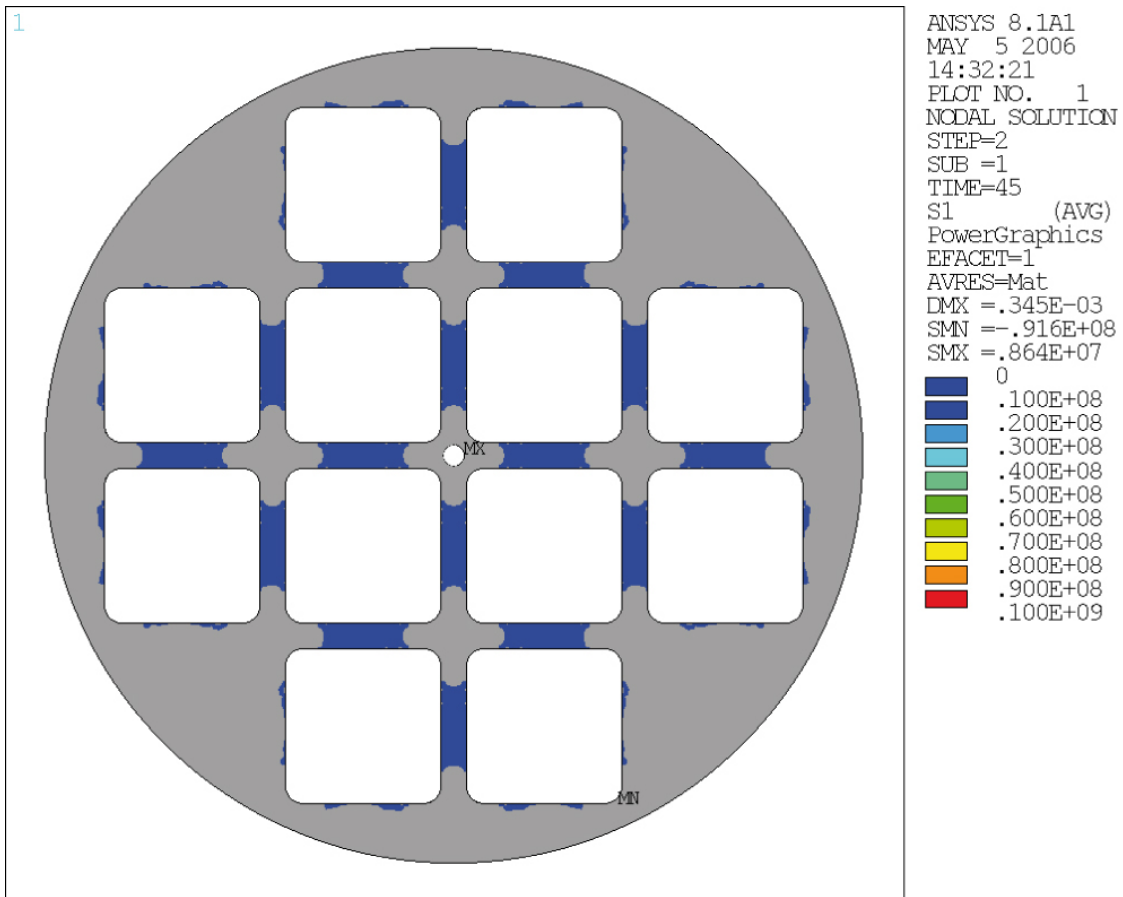 1
ANSYS 8.1A1
MAY 5 2006
14:32:21
PLOT NO. 1
NODAL SOLUTION
STEP=2
SUB =1
TIME=45
S1 (AVG)
PowerGraphics
EFACET=1
AVRES=Mat
DMX =.345E-03
SMN =-.916E+08
SMX =.864E+07
0
.100E+08
.200E+08
.300E+08
.400E+08
.500E+08
.600E+08
.700E+08
.800E+08
.900E+08
.100E+09
MX
MN